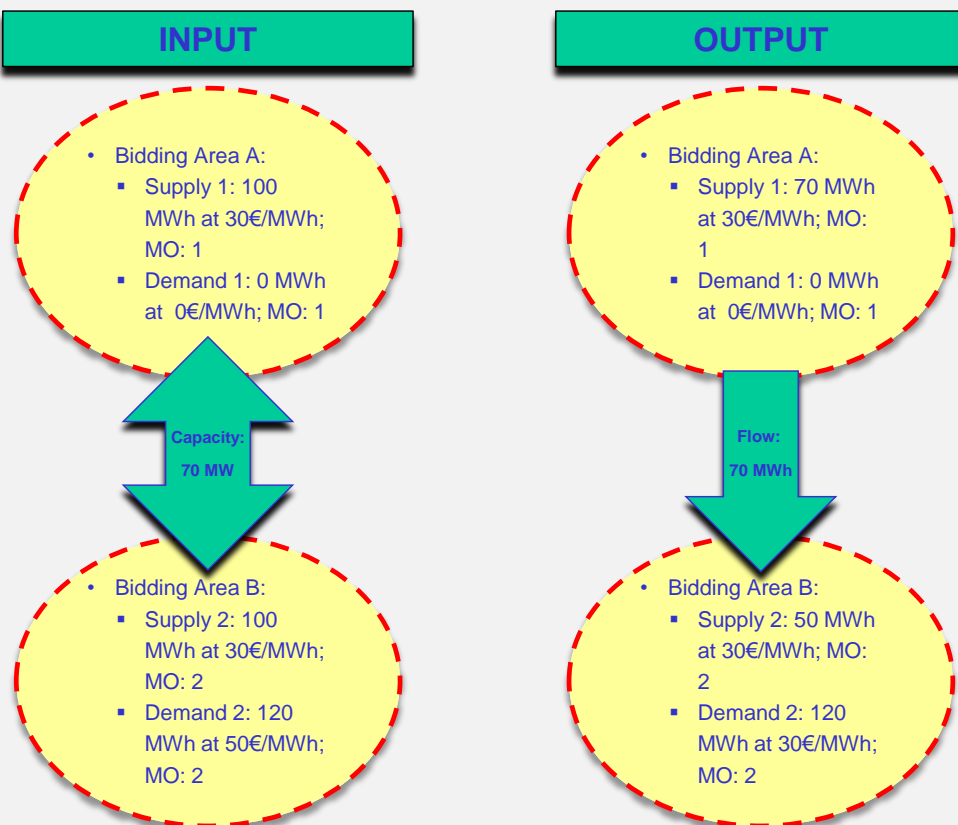 INPUT
• Bidding Area A:
▪ Supply 1: 100
MWh at 30€/MWh;
MO: 1
▪ Demand 1: 0 MWh
at 0€/MWh; MO: 1
Capacity:
70 MW
• Bidding Area B:
▪ Supply 2: 100
MWh at 30€/MWh;
MO: 2
▪ Demand 2: 120
MWh at 50€/MWh;
MO: 2
OUTPUT
• Bidding Area A:
▪ Supply 1: 70 MWh
at 30€/MWh; MO:
1
▪ Demand 1: 0 MWh
at 0€/MWh; MO: 1
Flow:
70 MWh
• Bidding Area B:
▪ Supply 2: 50 MWh
at 30€/MWh; MO:
2
▪ Demand 2: 120
MWh at 30€/MWh;
MO: 2